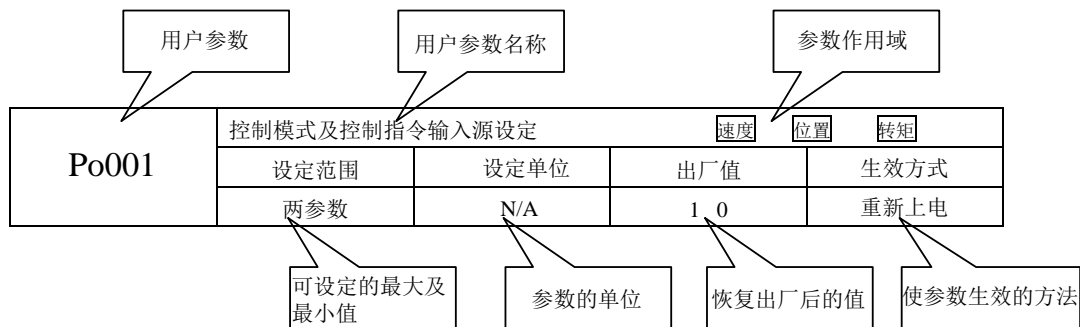 用户参数 用户参数名称 参数作用域
控制模式及控制指令输入源设定 速度 位置 转矩
Po001 设定范围 设定单位 出厂值 生效方式
两参数 N/A 1 0 重新上电
可设定的最大及
最小值
参数的单位 恢复出厂后的值 使参数生效的方法